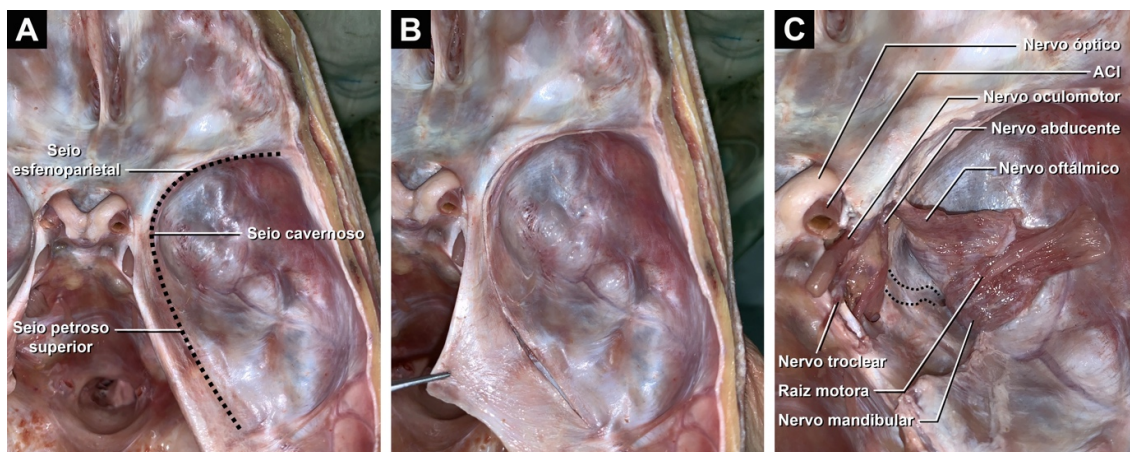 A
Seio
esfenoparietal
Seio cavernoso
Seio petroso
superior
B
C
Nervo óptico
ACI
Nervo oculomotor
Nervo abducente
Nervo oftálmico
Nervo troclear
Raiz motora
Nervo mandibular